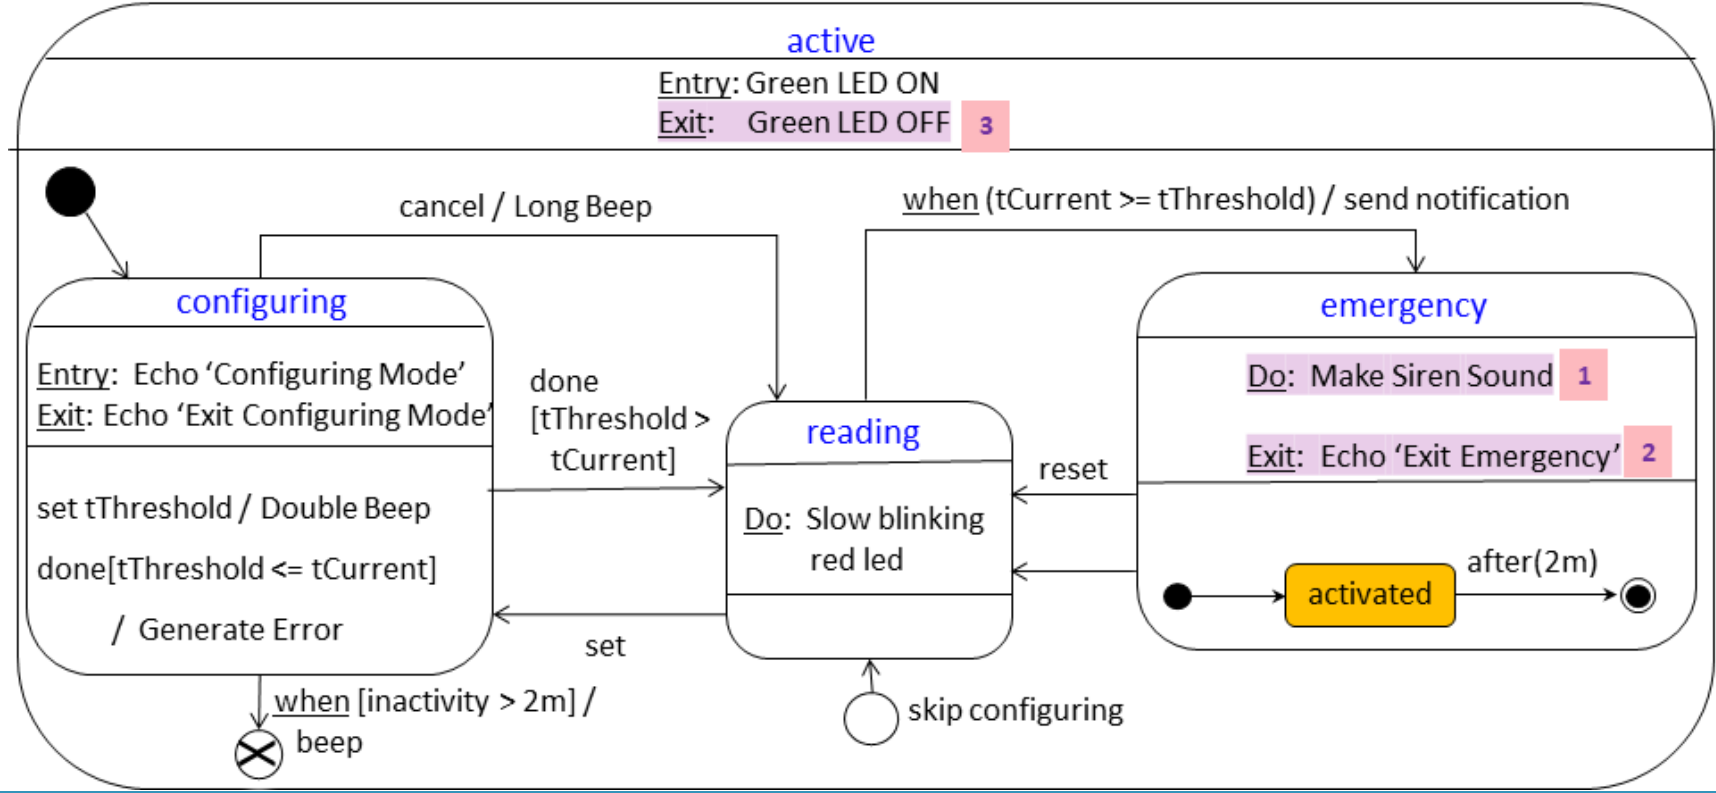 active
Entry: Green LED ON
Exit: Green LED OFF 3
cancel / Long Beep
when (tCurrent >= tThreshold) / send notification
configuring
Entry: Echo ‘Configuring Mode’
Exit: Echo ‘Exit Configuring Mode’
set tThreshold / Double Beep
done[tThreshold <= tCurrent]
/ Generate Error
done
[tThreshold >
tCurrent]
reading
Do: Slow blinking
red led
set
emergency
Do: Make Siren Sound 1
Exit: Echo ‘Exit Emergency’ 2
reset
activated
after(2m)
when [inactivity > 2m] /
beep
skip configuring